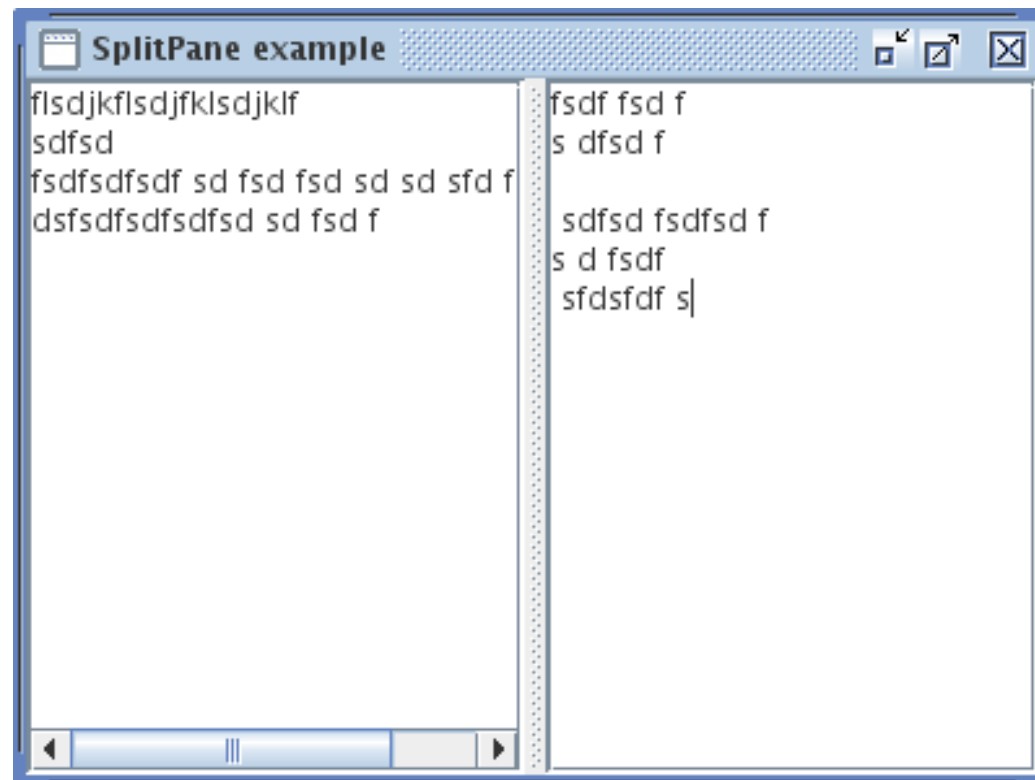 SplitPane example
flsdjkflsdjfklsdjklf
sdfsd
fsdfsdfsdf sd fsd fsd sd sd sfd f
dsfsdfsdfsdfsd sd fsd f
fsdf fsd f
s dfsd f
sdfsd fsdfsd f
s d fsdf
sfdsfdf s